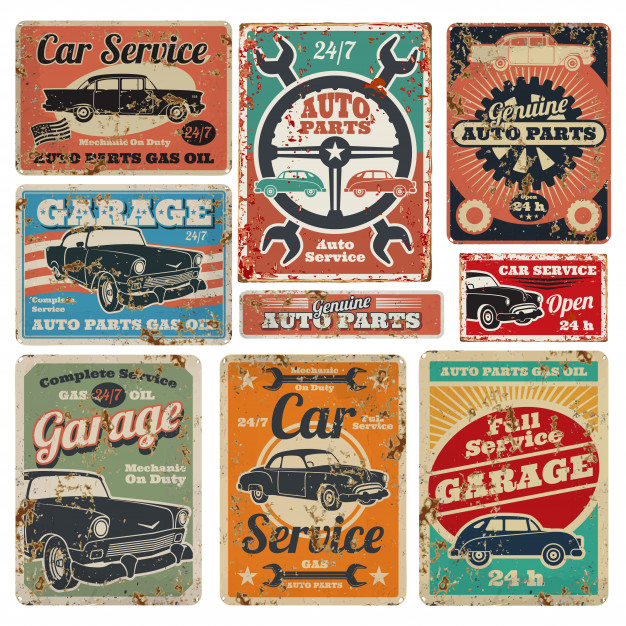 Car Service
24/7
Mechanic On Duty
AUTO PARTS GAS OIL
24/7
AUTO
PARTS
Auto
Service
Genuine
AUTO PARTS
Open
24 h
GARAGE
24/7
Complete
Service
AUTO PARTS GAS OIL
Genuine
AUTO PARTS
CAR SERVICE
Open
24 h
Complete Service
GAS 24/7 OIL
Garage
Mechanic
On Duty
Mechanic
On Duty
Car
24/7
Full
Service
Service
GAS
AUTO PARTS
AUTO PARTS GAS OIL
Full
Service
GARAGE
24 h